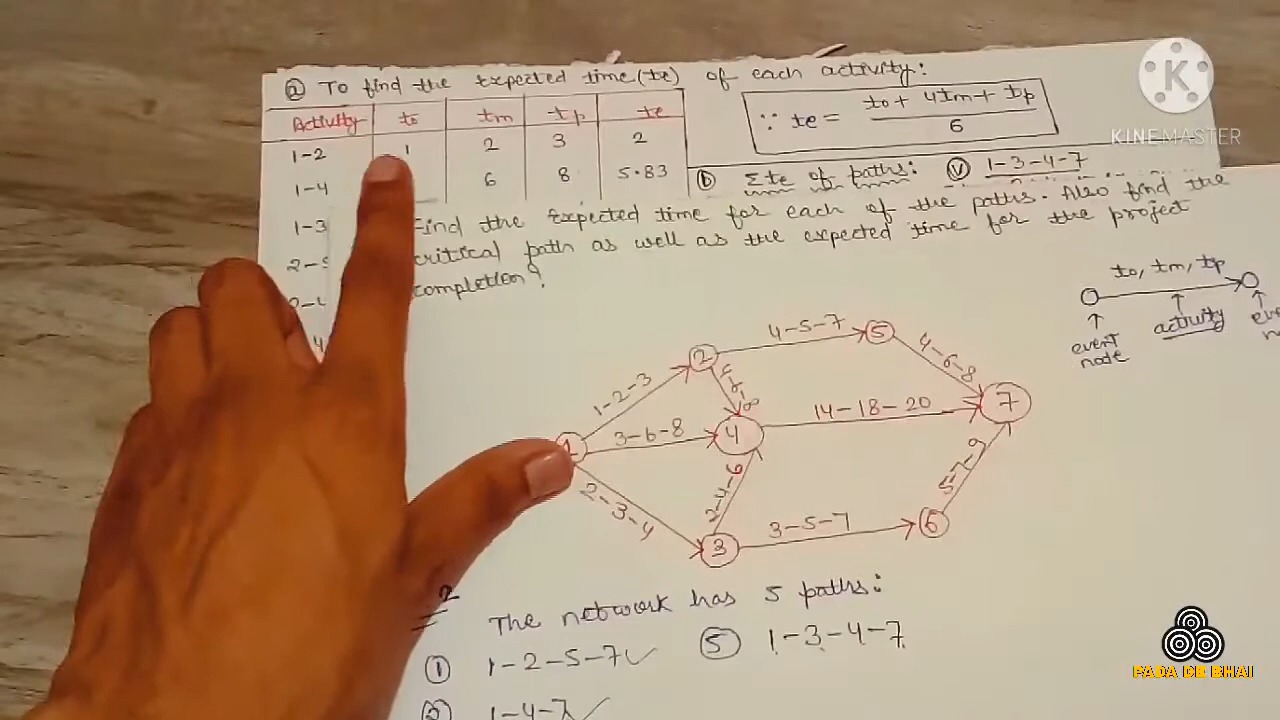 ⓐ To find the Expected time (te) of each activity:
Activity to tm tp te
1-2 1 2 3 2
1-4 6 8 5.83
1-3
∵ te = to + 4tm + tp
6
ⓑ Σte of paths: Ⓥ 1-3-4-7
Find the Expected time for each of the paths. Also find the
critical path as well as the expected time for the project
completion?
to, tm, tp
event
node
activity
node
1
2
3
4
5
6
7
1-2-3
3-6-8
2-3-4
4-5-7
2-4-6
3-5-7
14-18-20
4-6-8
5-7-9
The network has 5 paths:
① 1-2-5-7✓
⑤ 1-3-4-7
1-4-7✓
K
KINEMASTER
PADA DE BHAI